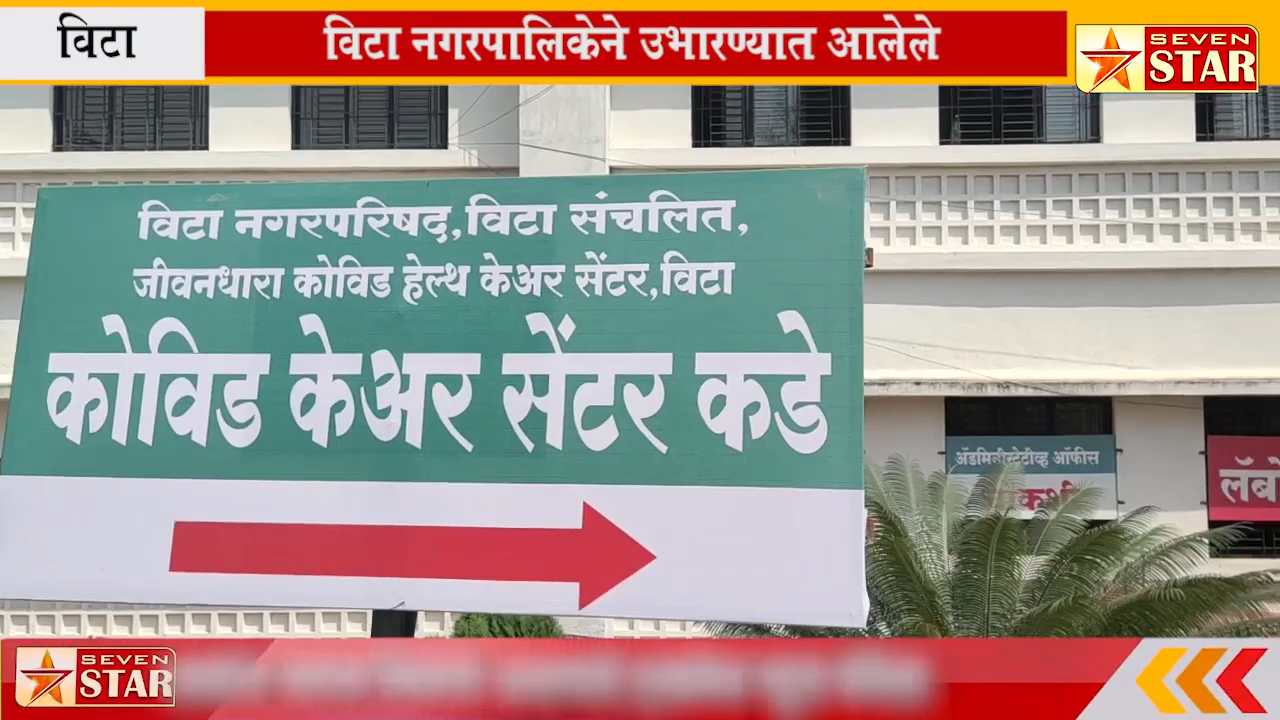 विटा
विटा नगरपालिकेने उभारण्यात आलेले
SEVEN
STAR
विटा नगरपरिषद,विटा संचलित,
जीवनधारा कोविड हेल्थ केअर सेंटर,विटा
कोविड केअर सेंटर कडे
ॲडमिनीस्टेटीव्ह ऑफीस
SEVEN
STAR